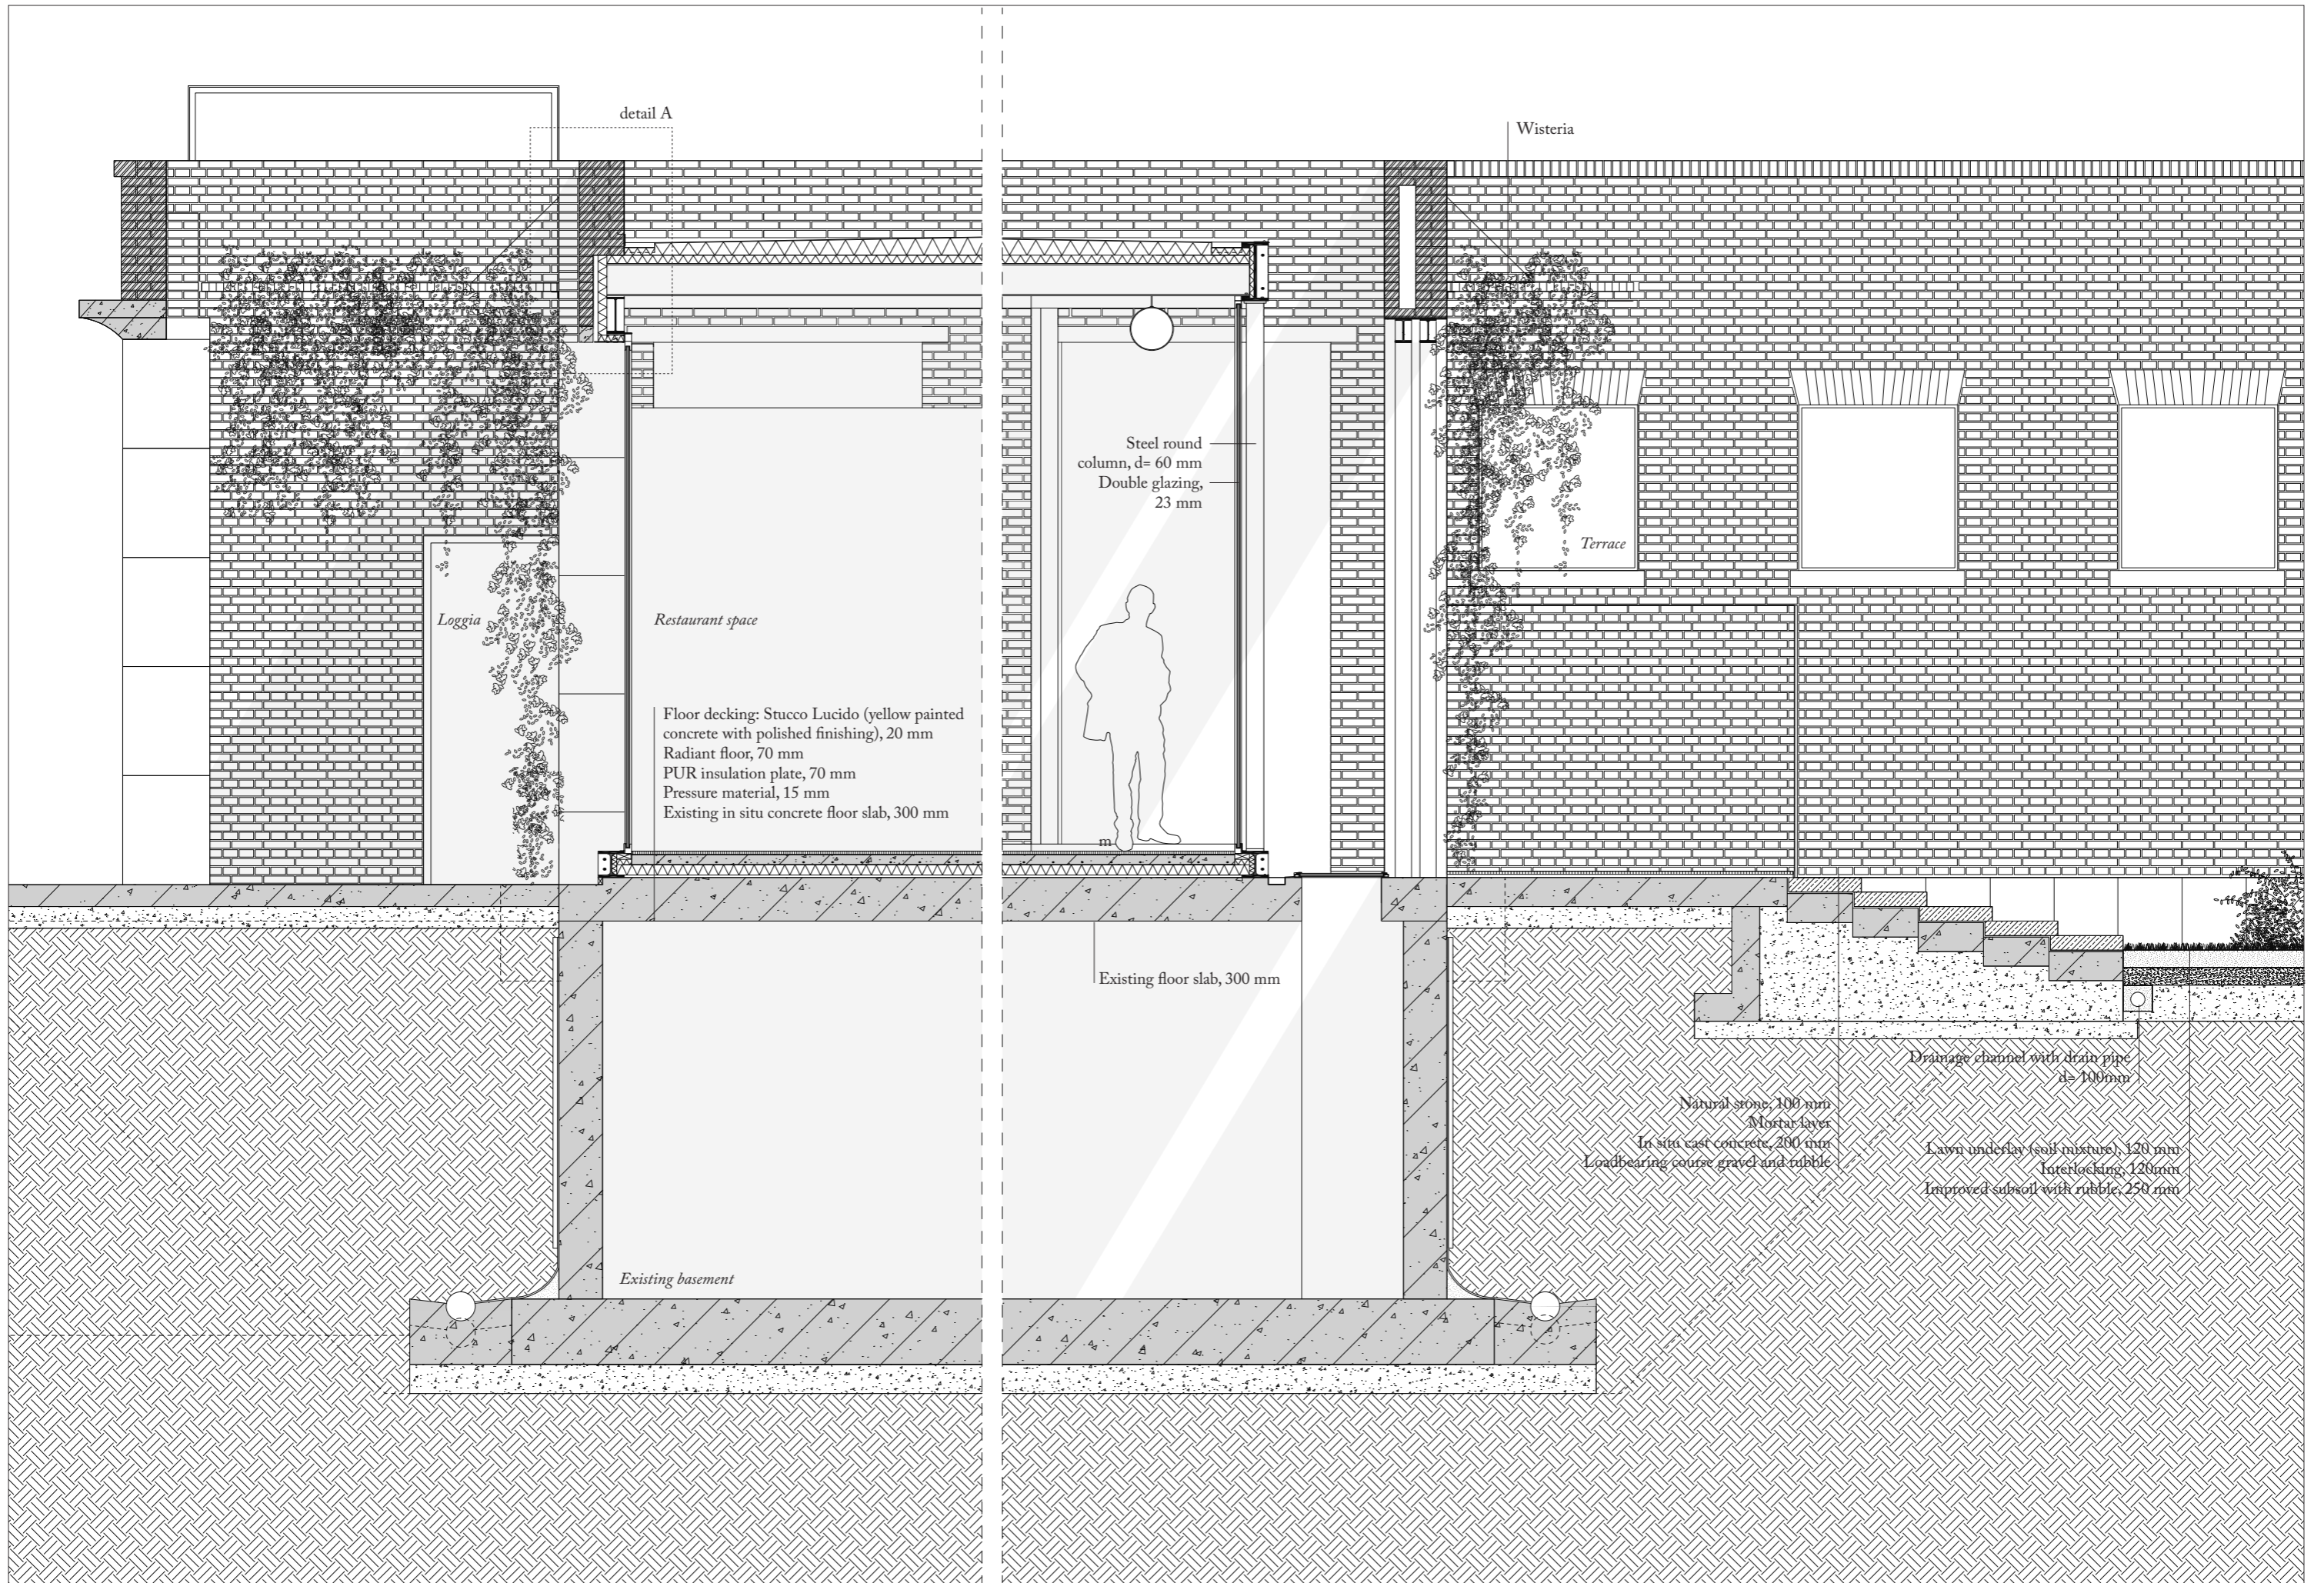 detail A
Wisteria
Steel round
column, d= 60 mm
Double glazing,
23 mm
Terrace
Loggia
Restaurant space
Floor decking: Stucco Lucido (yellow painted
concrete with polished finishing), 20 mm
Radiant floor, 70 mm
PUR insulation plate, 70 mm
Pressure material, 15 mm
Existing in situ concrete floor slab, 300 mm
m
Existing floor slab, 300 mm
Drainage channel with drain pipe
d= 100mm
Natural stone, 100 mm
Mortar layer
In situ cast concrete, 200 mm
Loadbearing course gravel and rubble
Lawn underlay (soil mixture), 120 mm
Interlocking, 120mm
Improved subsoil with rubble, 250 mm
Existing basement